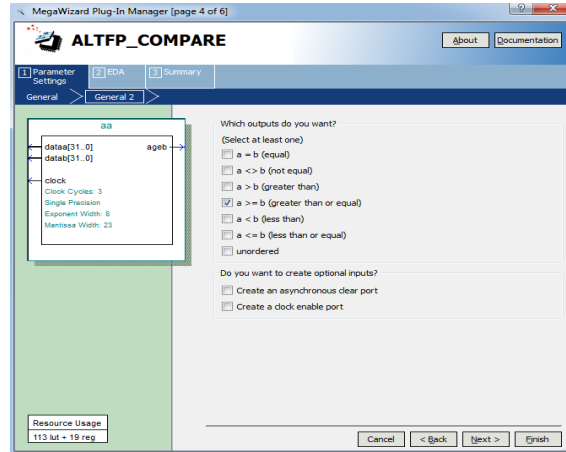 MegaWizard Plug-In Manager [page 4 of 6]
ALTFP_COMPARE
About
Documentation
1 Parameter Settings
2 EDA
3 Summary
General
General 2
aa
dataa[31..0]
ageb
datab[31..0]
clock
Clock Cycles: 3
Single Precision
Exponent Width: 8
Mantissa Width: 23
Which outputs do you want?
(Select at least one)
a = b (equal)
a <> b (not equal)
a > b (greater than)
a >= b (greater than or equal)
a < b (less than)
a <= b (less than or equal)
unordered
Do you want to create optional inputs?
Create an asynchronous clear port
Create a clock enable port
Resource Usage
113 lut + 19 reg
Cancel
< Back
Next >
Finish